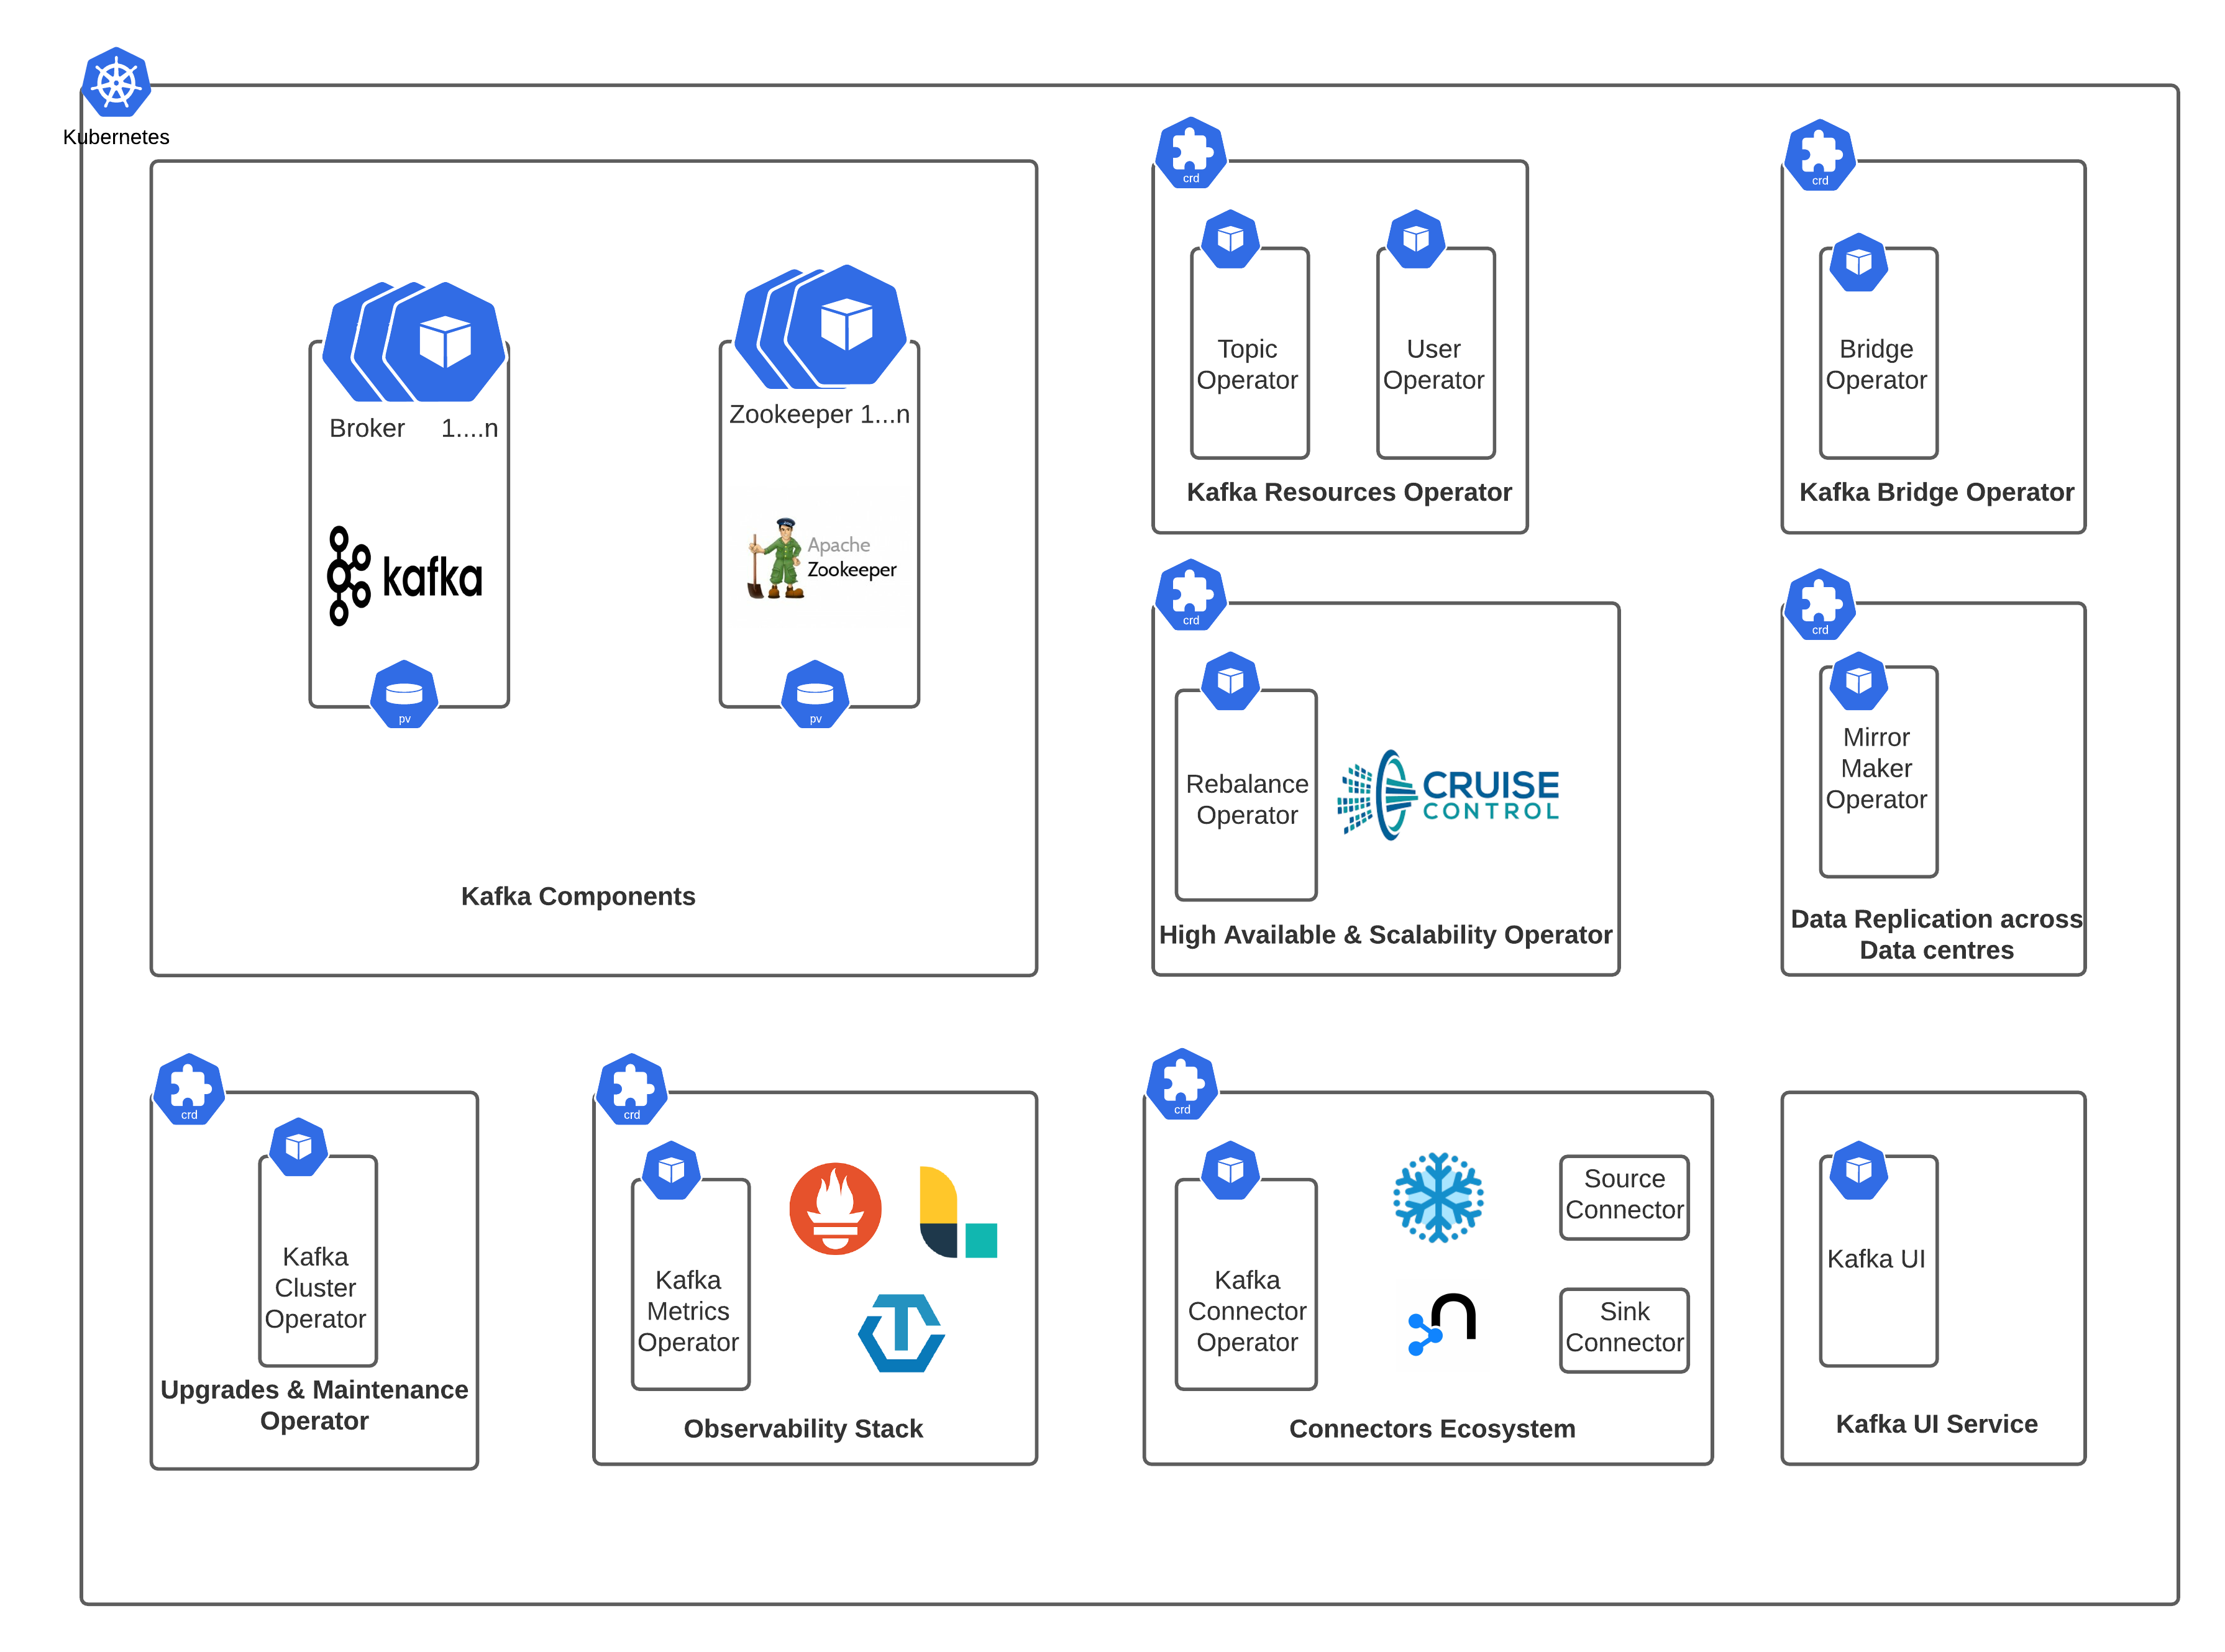 Kubernetes
Broker 1....n
kafka
pv
Zookeeper 1...n
Apache
Zookeeper
pv
Kafka Components
crd
Topic
Operator
User
Operator
Kafka Resources Operator
crd
Bridge
Operator
Kafka Bridge Operator
crd
Rebalance
Operator
CRUISE
CONTROL
High Available & Scalability Operator
crd
Mirror
Maker
Operator
Data Replication across
Data centres
crd
Kafka
Cluster
Operator
Upgrades & Maintenance
Operator
crd
Kafka
Metrics
Operator
Observability Stack
crd
Kafka
Connector
Operator
Source
Connector
Sink
Connector
Connectors Ecosystem
Kafka UI
Kafka UI Service